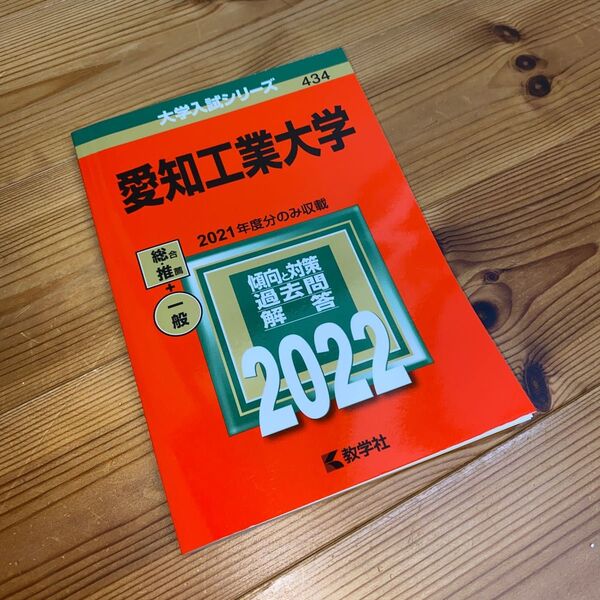 大学入試シリーズ 434
愛知工業大学
2021年度分のみ収載
総合・
推薦
+
一般
傾向と対策
過去問
解答
2022
教学社